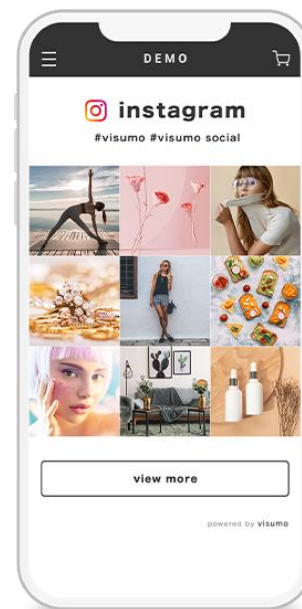 DEMO
instagram
#visumo #visumo social
view more
powered by visumo